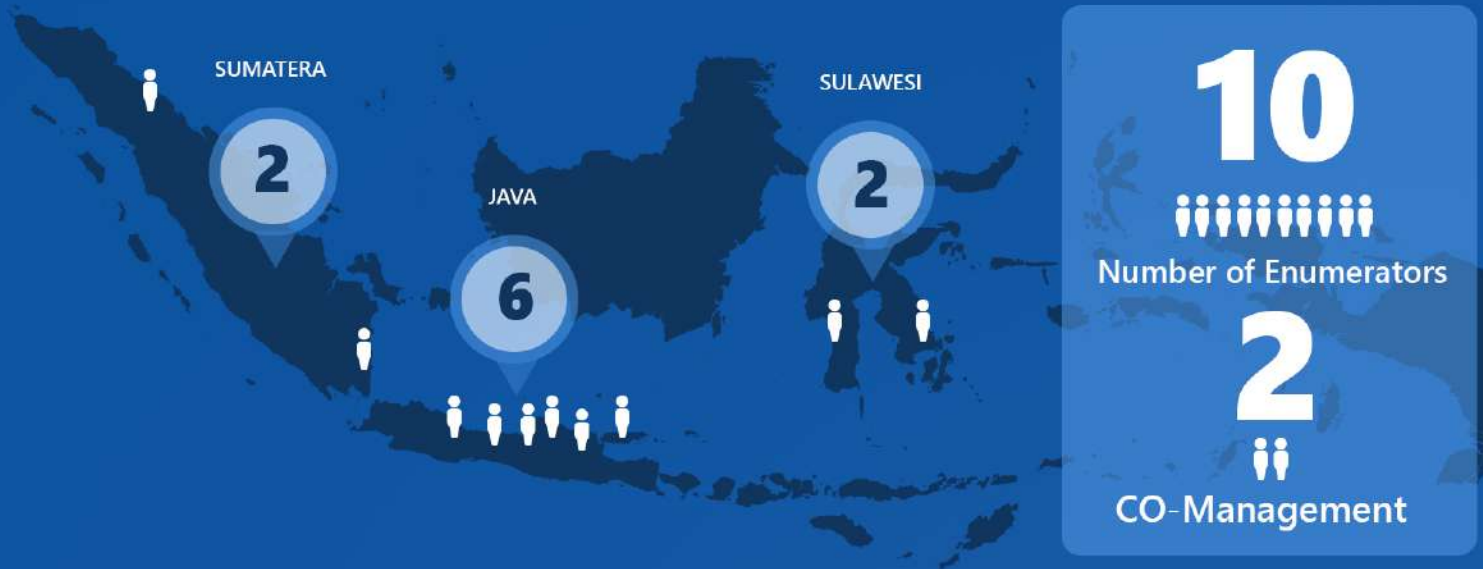 SUMATERA
2
JAVA
6
SULAWESI
2
10
Number of Enumerators
2
CO-Management